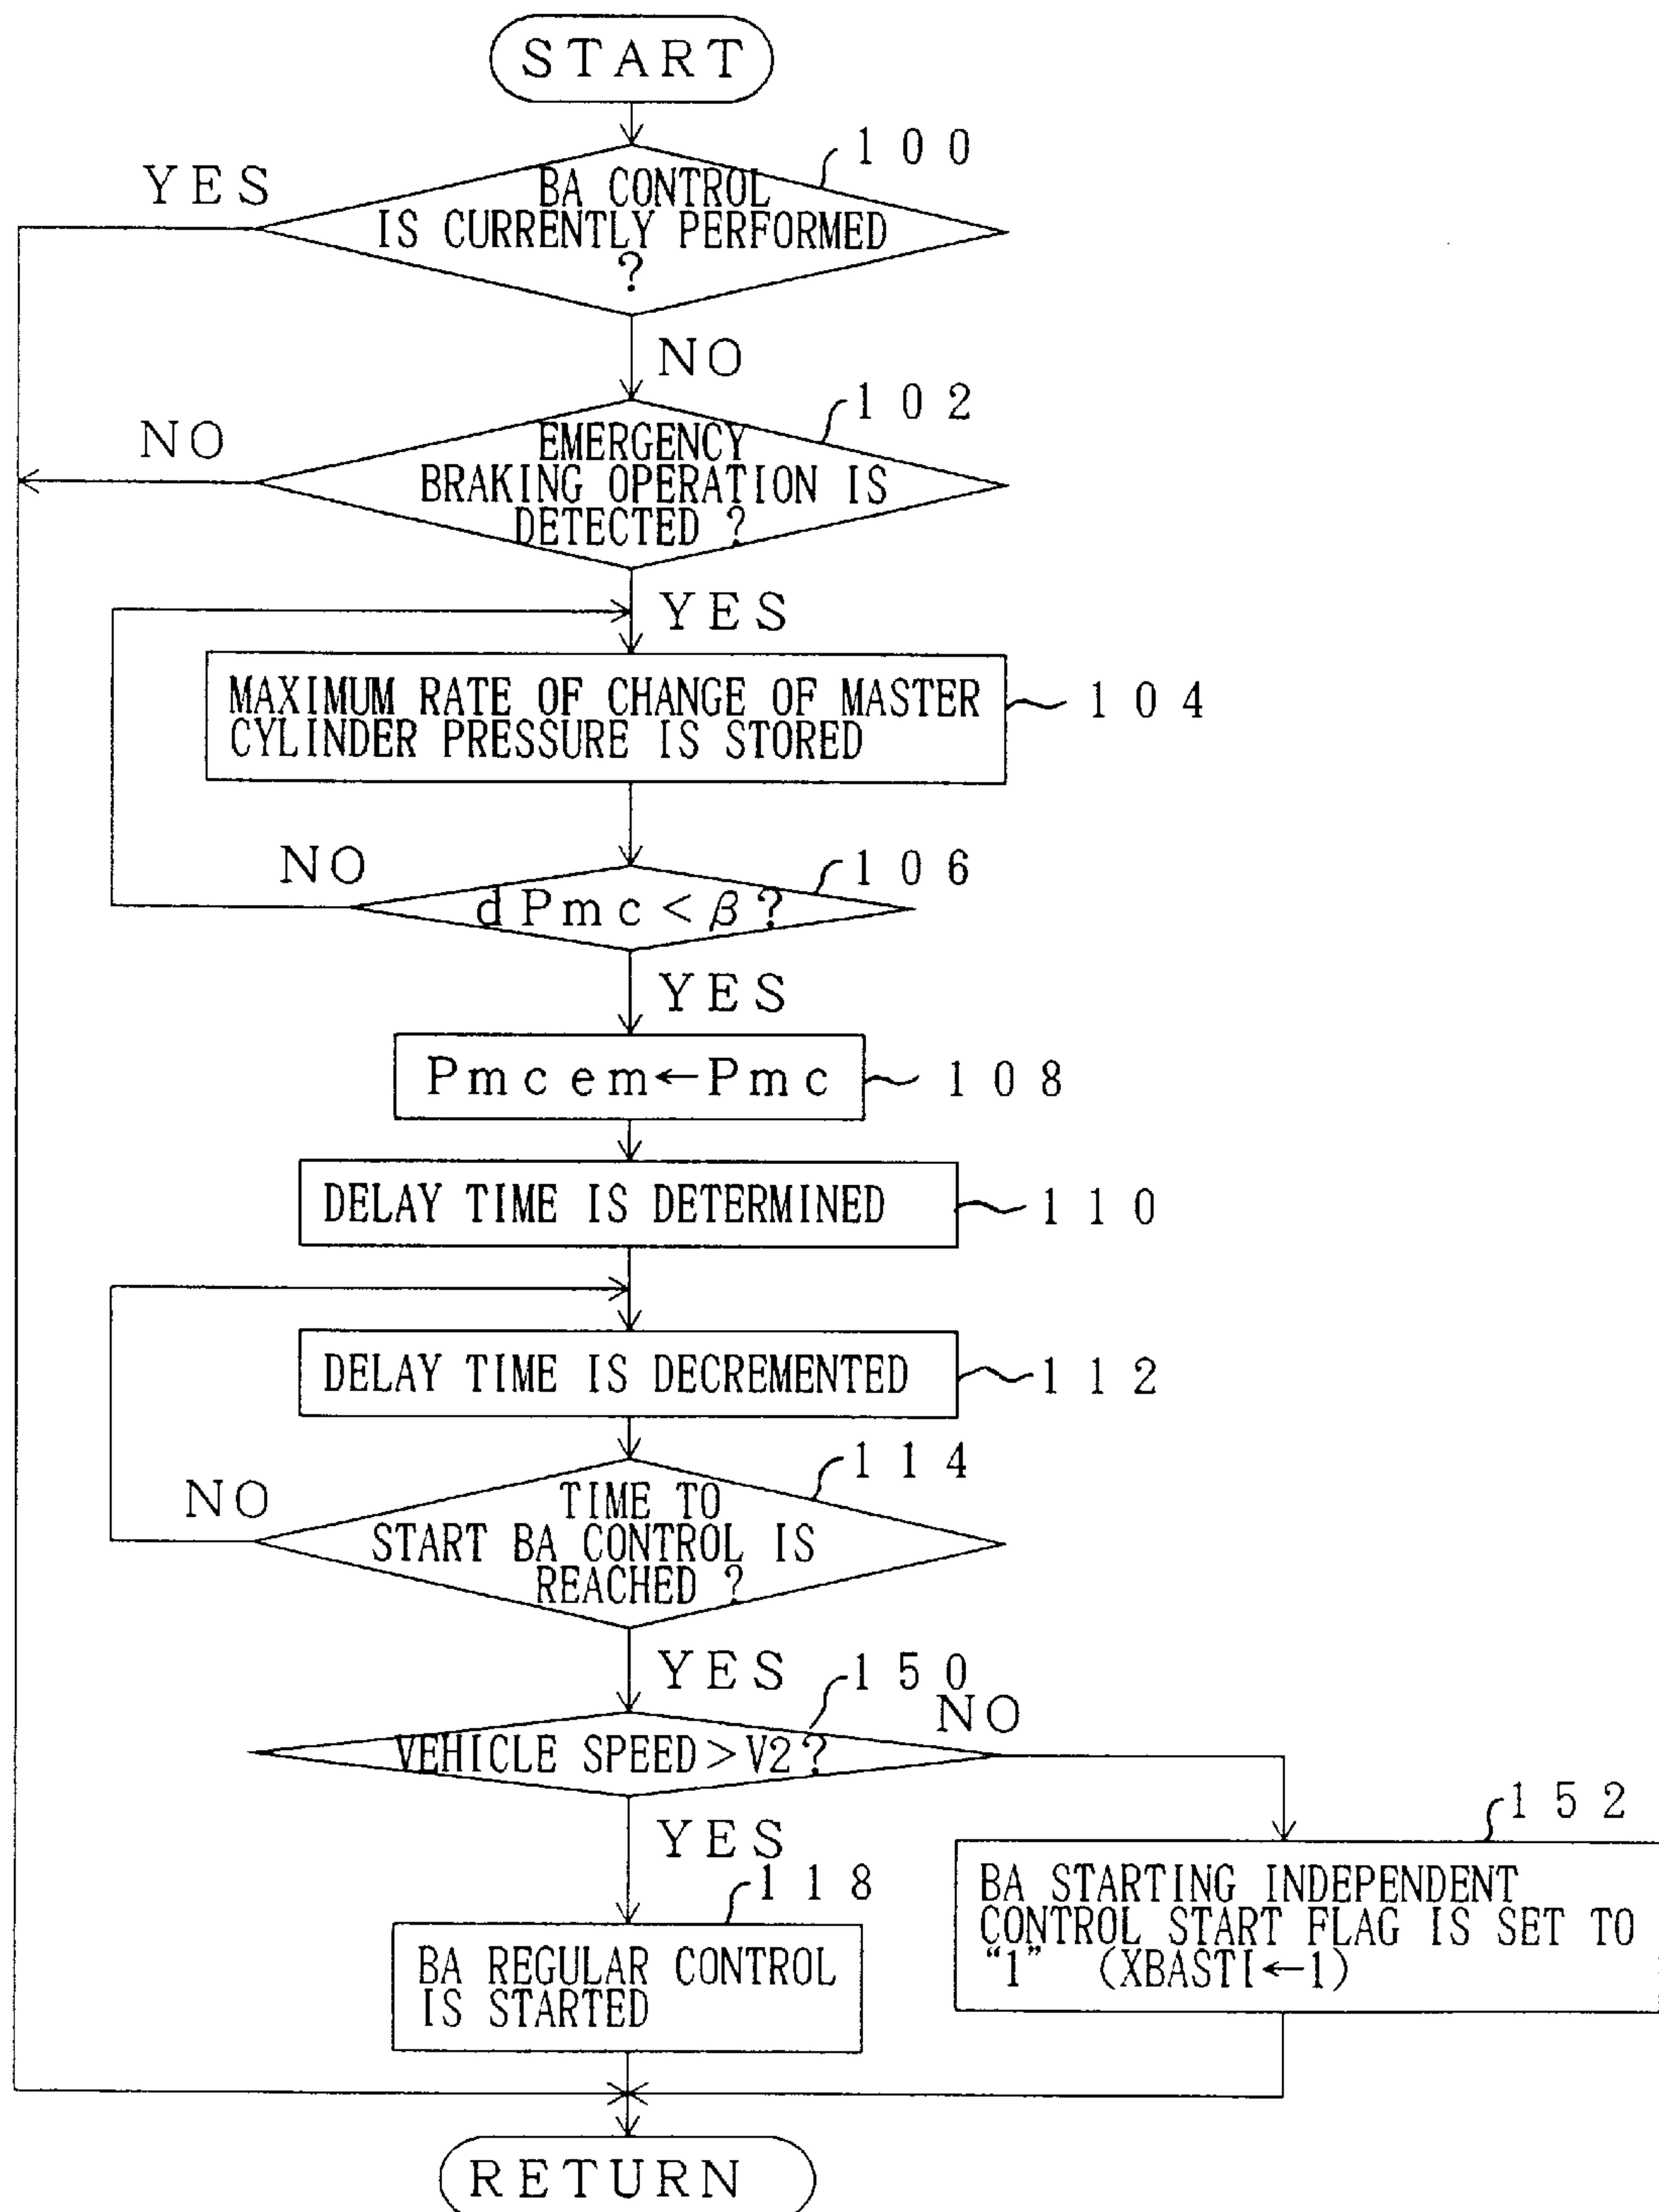 START
100
YES
BA CONTROL
IS CURRENTLY PERFORMED
?
NO
102
NO
EMERGENCY
BRAKING OPERATION IS
DETECTED ?
YES
MAXIMUM RATE OF CHANGE OF MASTER
CYLINDER PRESSURE IS STORED
104
NO
106
dPmc<β?
YES
Pmcem←Pmc
108
DELAY TIME IS DETERMINED
110
DELAY TIME IS DECREMENTED
112
114
NO
TIME TO
START BA CONTROL IS
REACHED ?
YES
150
NO
VEHICLE SPEED>V2?
YES
152
118
BA STARTING INDEPENDENT
CONTROL START FLAG IS SET TO
“1” (XBASTI←1)
BA REGULAR CONTROL
IS STARTED
RETURN